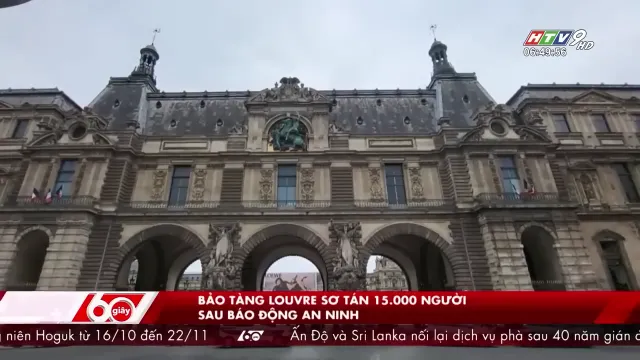 HTV9 HD
06:49:56
60 giây
BẢO TÀNG LOUVRE SƠ TÁN 15.000 NGƯỜI
SAU BÁO ĐỘNG AN NINH
niên Hoguk từ 16/10 đến 22/11 Ấn Độ và Sri Lanka nối lại dịch vụ phà sau 40 năm gián